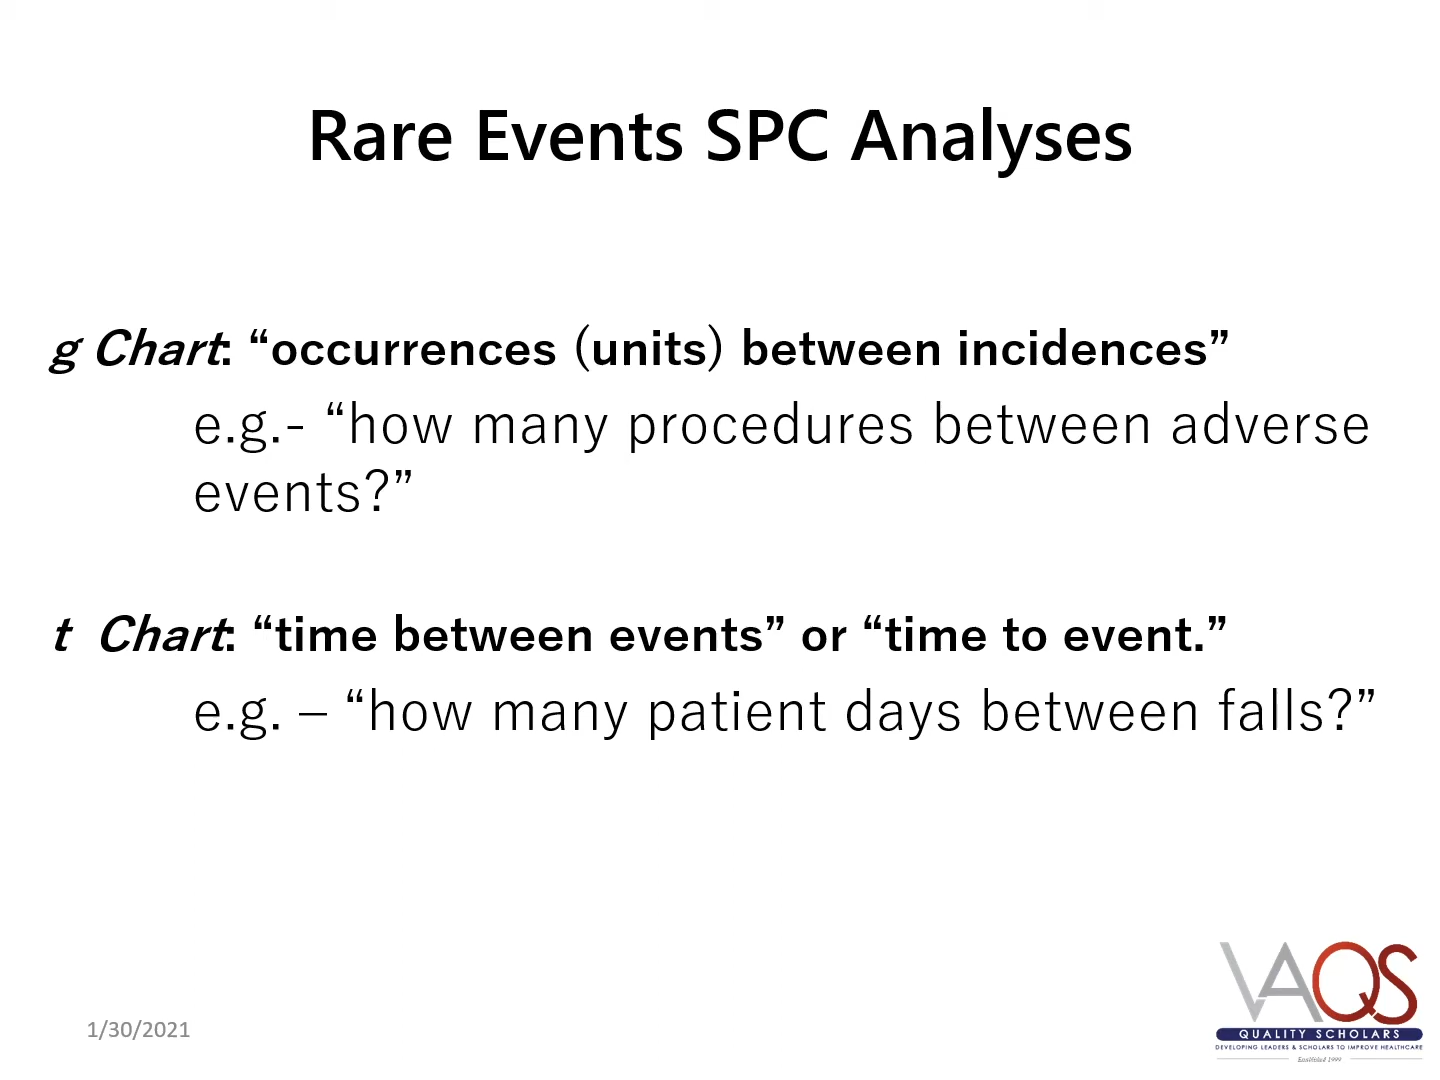 Rare Events SPC Analyses
g Chart: “occurrences (units) between incidences”
e.g.- “how many procedures between adverse
events?”
t Chart: “time between events” or “time to event.”
e.g. – “how many patient days between falls?”
1/30/2021
VAQS
QUALITY SCHOLARS
DEVELOPING LEADERS & SCHOLARS TO IMPROVE HEALTHCARE
Established 1999